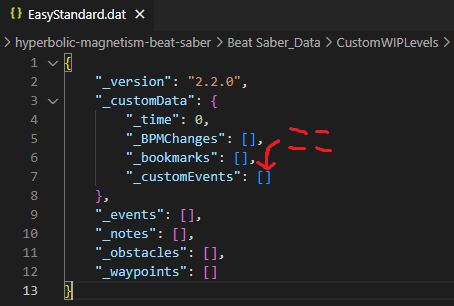 EasyStandard.dat ×
> hyperbolic-magnetism-beat-saber > Beat Saber_Data > CustomWIPLevels >
1 {
2 "_version": "2.2.0",
3 "_customData": {
4 "_time": 0,
5 "_BPMChanges": [],
6 "_bookmarks": [],
7 "_customEvents": []
8 },
9 "_events": [],
10 "_notes": [],
11 "_obstacles": [],
12 "_waypoints": []
13 }